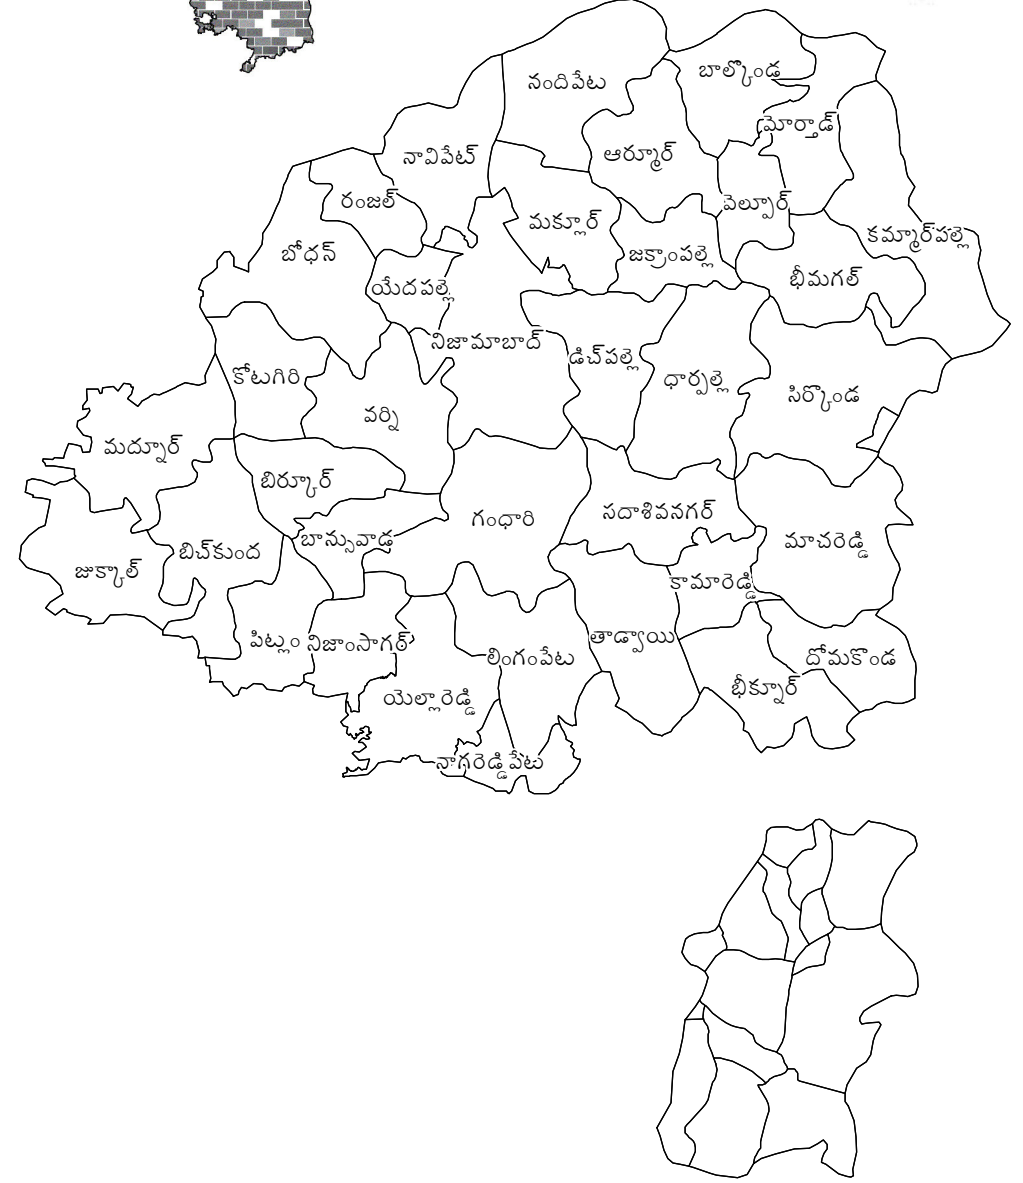 బాల్కొండ
నందిపేట
మోర్తాడ్
ఆర్మూర్
నావిపేట్
రంజల్
వెల్పూర్
మక్లూర్
కమ్మార్‌పల్లె
బోధన్
జక్రాంపల్లె
భీమగల్
యేదపల్లె
నిజామాబాద్
డిచ్‌పల్లె
కోటగిరి
ధార్పల్లె
సిర్కొండ
వర్ని
మద్నూర్
బిర్కూర్
సదాశివనగర్
గంధారి
బాన్సువాడ
మాచరెడ్డి
బిచ్‌కుంద
జుక్కాల్
కామారెడ్డి
పిట్లం
నిజాంసాగర్
తాడ్వాయి
లింగంపేట
దోమకొండ
భీక్నూర్
యెల్లారెడ్డి
నాగరెడ్డిపేట